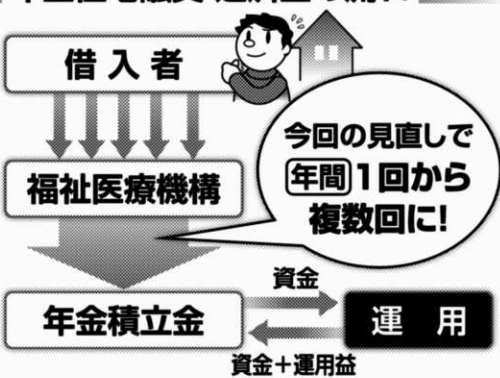 借入者
今回の見直しで
年間1回から
複数回に!
福祉医療機構
資金
年金積立金
運用
資金＋運用益